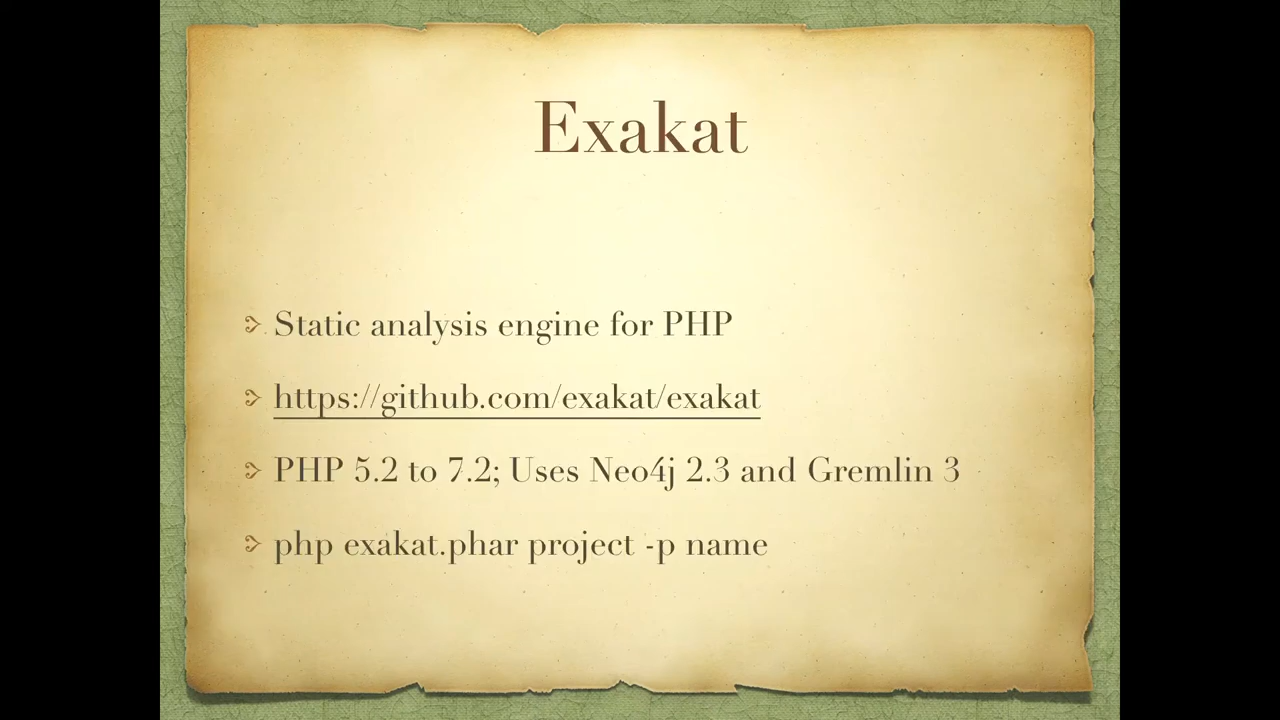 Exakat
Static analysis engine for PHP
https://github.com/exakat/exakat
PHP 5.2 to 7.2; Uses Neo4j 2.3 and Gremlin 3
php exakat.phar project -p name